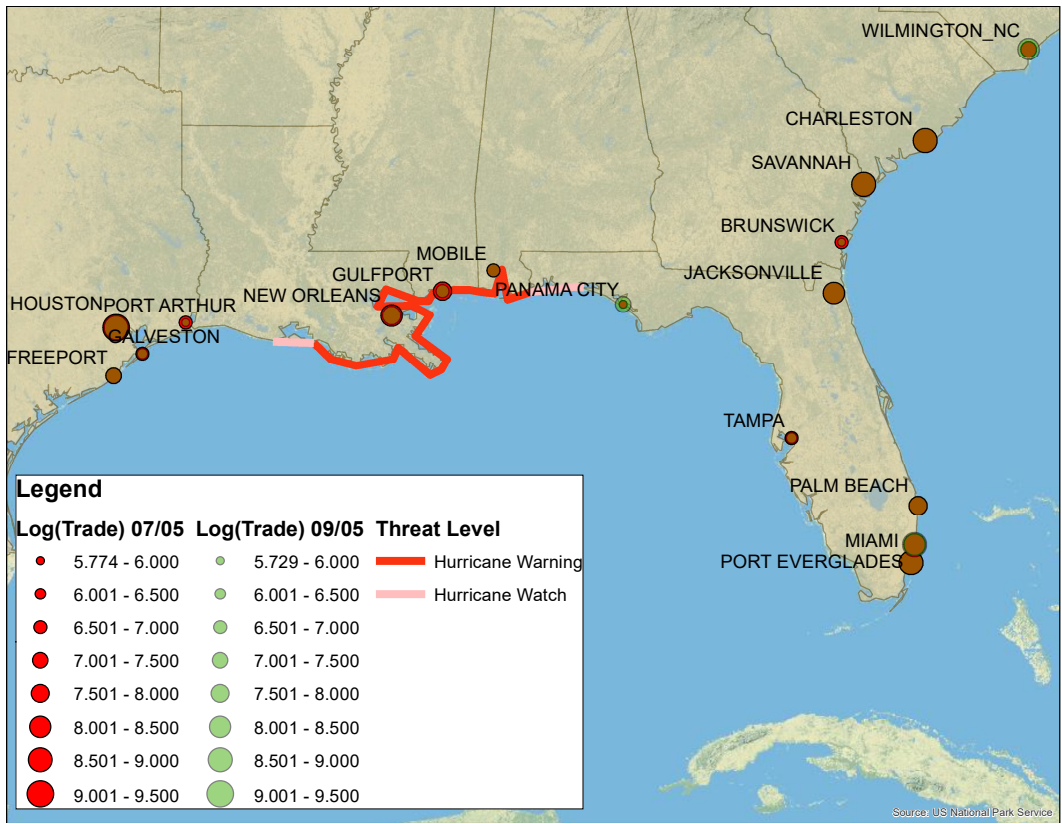 WILMINGTON_NC
CHARLESTON
SAVANNAH
BRUNSWICK
MOBILE
GULFPORT
JACKSONVILLE
PANAMA CITY
NEW ORLEANS
HOUSTON
PORT ARTHUR
GALVESTON
FREEPORT
TAMPA
PALM BEACH
MIAMI
PORT EVERGLADES
Legend
Log(Trade) 07/05 Log(Trade) 09/05 Threat Level
5.774 - 6.000 5.729 - 6.000 Hurricane Warning
6.001 - 6.500 6.001 - 6.500 Hurricane Watch
6.501 - 7.000 6.501 - 7.000
7.001 - 7.500 7.001 - 7.500
7.501 - 8.000 7.501 - 8.000
8.001 - 8.500 8.001 - 8.500
8.501 - 9.000 8.501 - 9.000
9.001 - 9.500 9.001 - 9.500
Source: US National Park Service